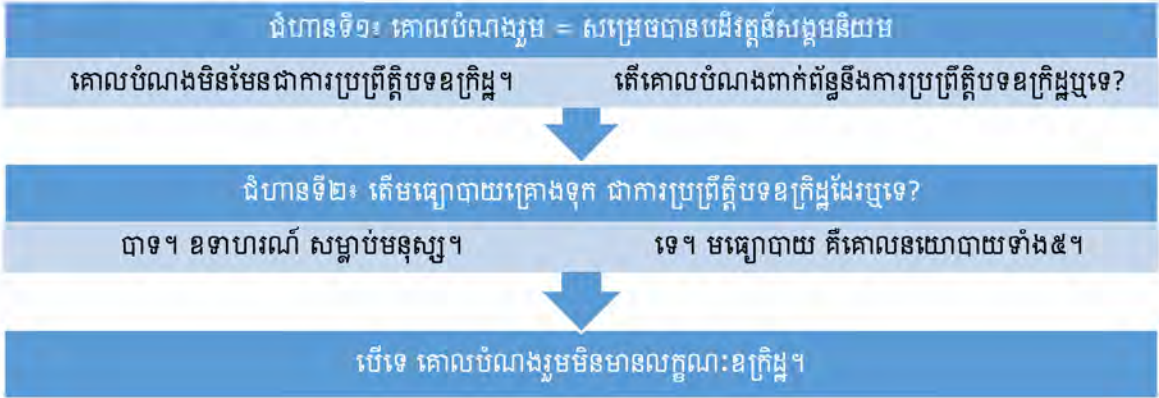 ជំហានទី១៖ គោលបំណងរួម = សម្រេចបានបដិវត្តន៍សង្គមនិយម
គោលបំណងមិនមែនជាការប្រព្រឹត្តិបទឧក្រិដ្ឋ។ តើគោលបំណងពាក់ព័ន្ធនឹងការប្រព្រឹត្តិបទឧក្រិដ្ឋឬទេ?
ជំហានទី២៖ តើមធ្យោបាយគ្រោងទុក ជាការប្រព្រឹត្តិបទឧក្រិដ្ឋដែរឬទេ?
បាទ។ ឧទាហរណ៍ សម្លាប់មនុស្ស។ ទេ។ មធ្យោបាយ គឺគោលនយោបាយទាំង៥។
បើទេ គោលបំណងរួមមិនមានលក្ខណៈឧក្រិដ្ឋ។